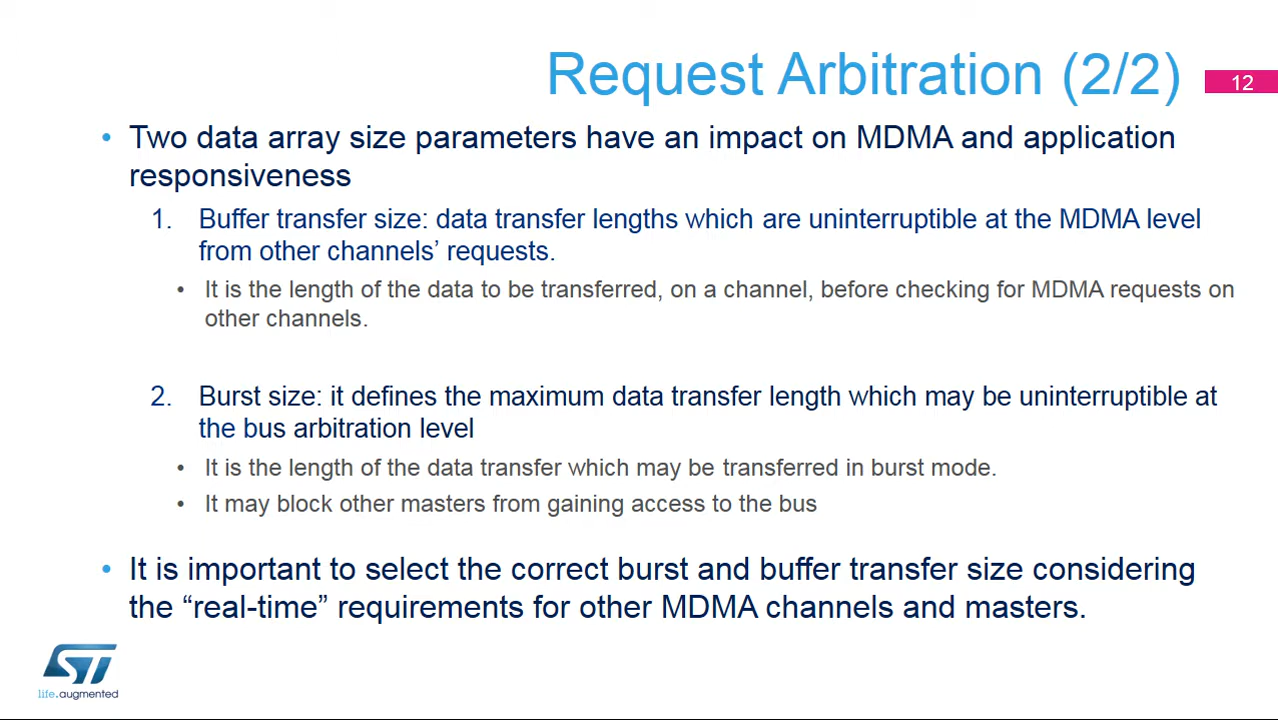 Request Arbitration (2/2)
12
• Two data array size parameters have an impact on MDMA and application
responsiveness
1. Buffer transfer size: data transfer lengths which are uninterruptible at the MDMA level
from other channels’ requests.
• It is the length of the data to be transferred, on a channel, before checking for MDMA requests on
other channels.
2. Burst size: it defines the maximum data transfer length which may be uninterruptible at
the bus arbitration level
• It is the length of the data transfer which may be transferred in burst mode.
• It may block other masters from gaining access to the bus
• It is important to select the correct burst and buffer transfer size considering
the “real-time” requirements for other MDMA channels and masters.
ST
life.augmented